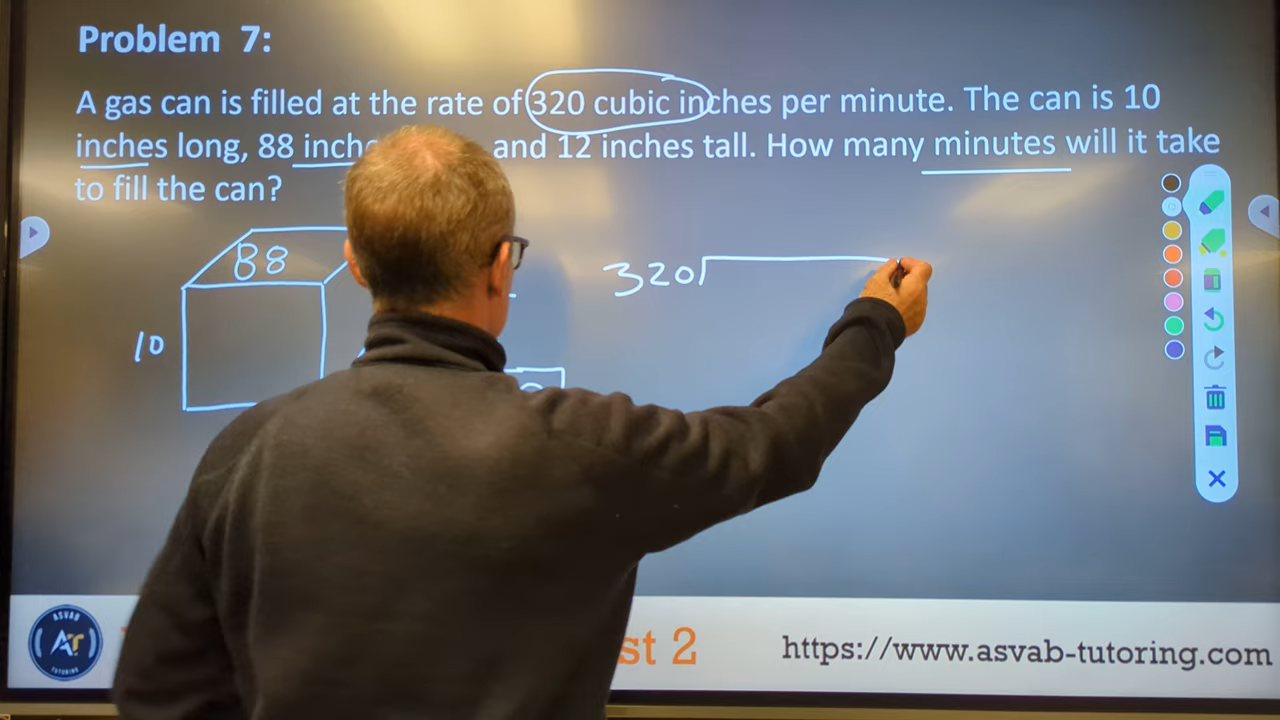 Problem 7:
A gas can is filled at the rate of 320 cubic inches per minute. The can is 10
inches long, 88 and 12 inches tall. How many minutes will it take
to fill the can?
88
320
10
ASVAB
AT
TUTORING
st 2
https://www.asvab-tutoring.com